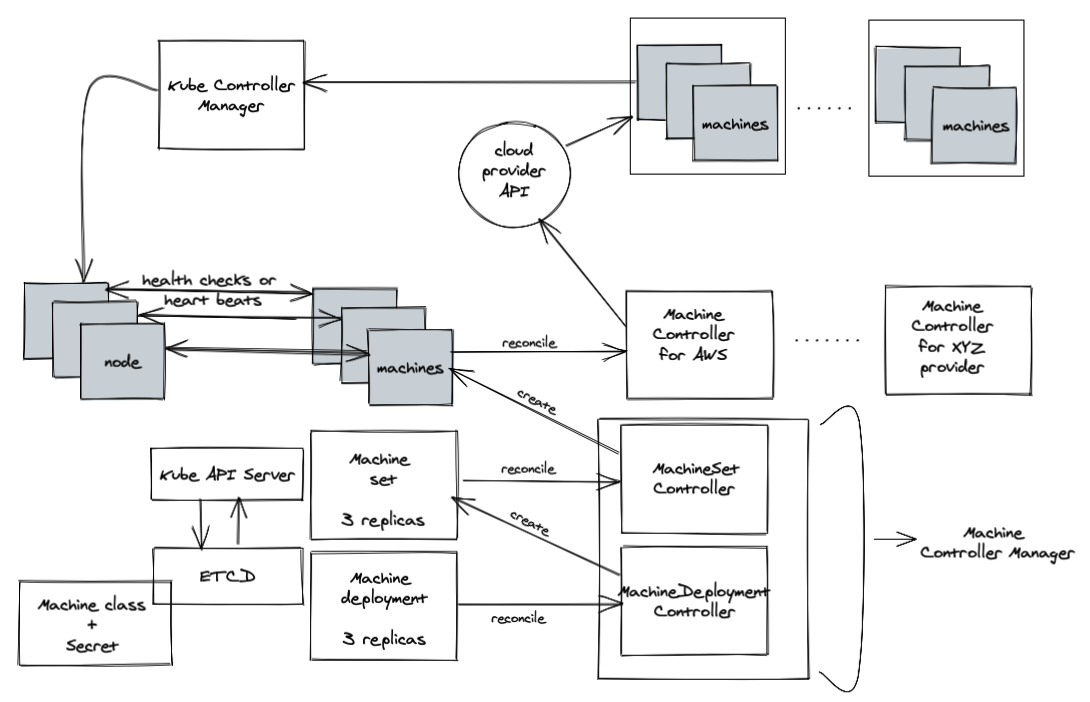 Kube Controller
Manager
machines
......
machines
cloud
provider
API
health checks or
heart beats
node
machines
reconcile
Machine
Controller
for AWS
.......
Machine
Controller
for XYZ
provider
create
Kube API Server
Machine
set
3 replicas
reconcile
MachineSet
Controller
create
Machine
Controller Manager
ETCD
Machine
deployment
3 replicas
reconcile
MachineDeployment
Controller
Machine class
+
Secret